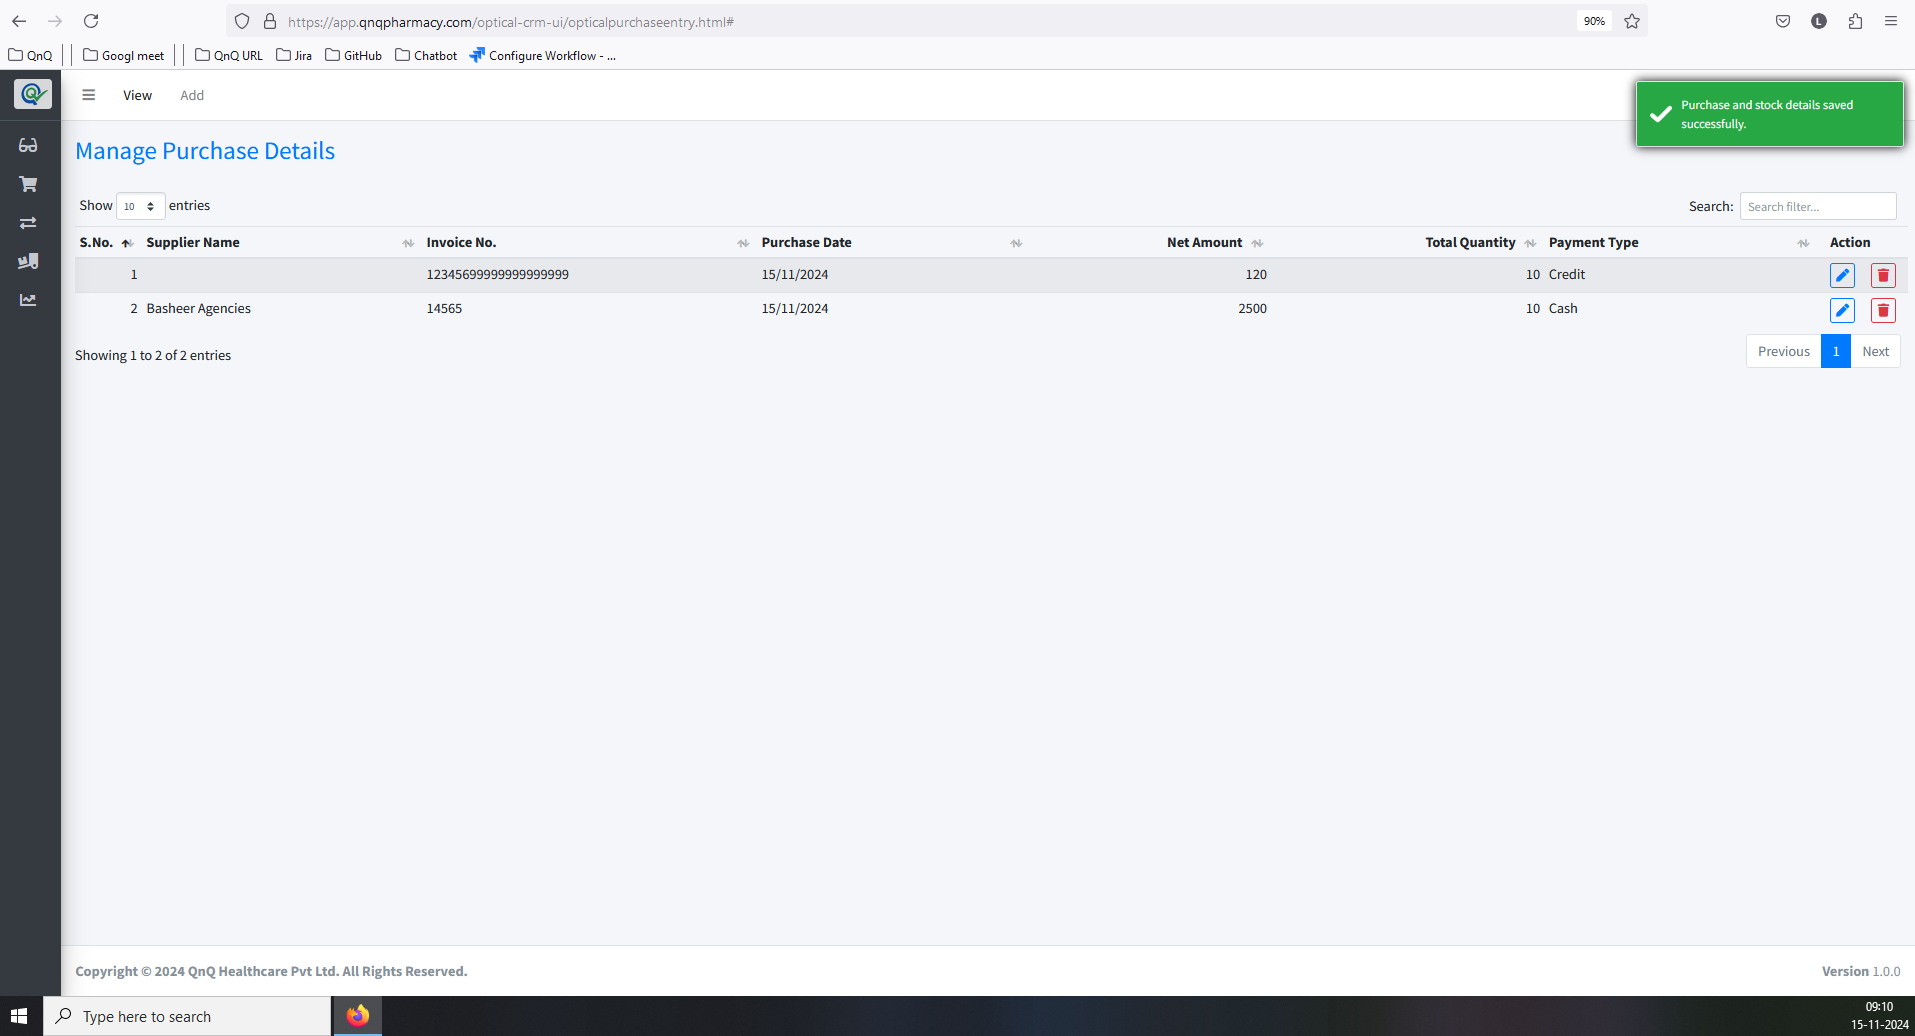 https://app.qnqpharmacy.com/optical-crm-ui/opticalpurchaseentry.html#
90%
L
QnQ
Googl meet
QnQ URL
Jira
GitHub
Chatbot
Configure Workflow - ...
View
Add
Purchase and stock details saved
successfully.
Manage Purchase Details
Show 10 entries
Search: Search filter...
S.No. Supplier Name Invoice No. Purchase Date Net Amount Total Quantity Payment Type Action
1 12345699999999999999 15/11/2024 120 10 Credit
2 Basheer Agencies 14565 15/11/2024 2500 10 Cash
Showing 1 to 2 of 2 entries
Previous 1 Next
Copyright © 2024 QnQ Healthcare Pvt Ltd. All Rights Reserved.
Version 1.0.0
Type here to search
09:10
15-11-2024